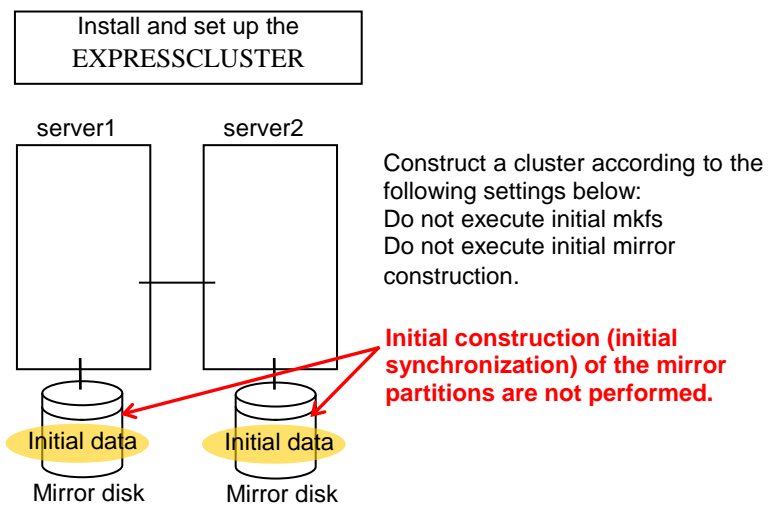 Install and set up the
EXPRESSCLUSTER
server1
server2
Construct a cluster according to the
following settings below:
Do not execute initial mkfs
Do not execute initial mirror
construction.
Initial construction (initial
synchronization) of the mirror
partitions are not performed.
Initial data
Initial data
Mirror disk
Mirror disk